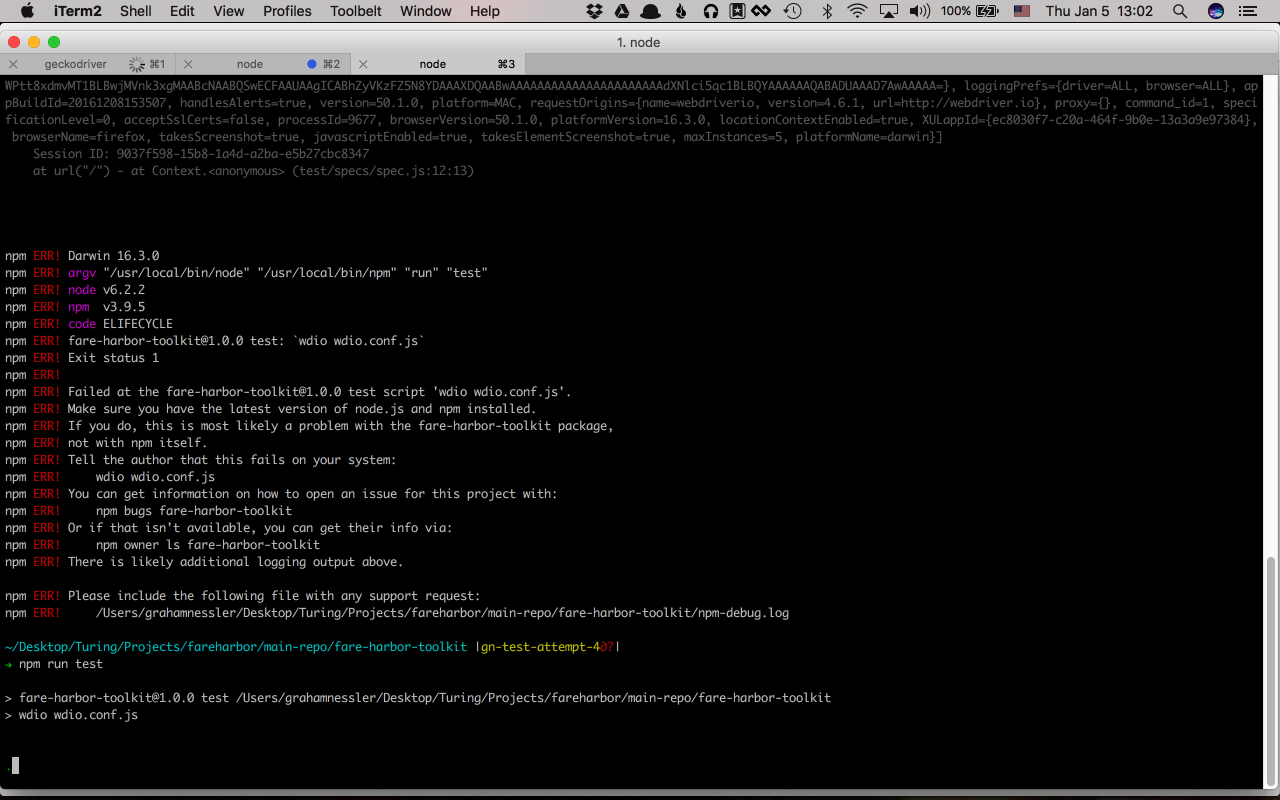 iTerm2 Shell Edit View Profiles Toolbelt Window Help 100% Thu Jan 5 13:02
1. node
geckodriver ⌘1 node ⌘2 node ⌘3
pBuildId=20161208153507, handlesAlerts=true, version=50.1.0, platform=MAC, requestOrigins={name=webdriverio, version=4.6.1, url=http://webdriver.io}, proxy={}, command_id=1, speci
ficationLevel=0, acceptSslCerts=false, processId=9677, browserVersion=50.1.0, platformVersion=16.3.0, locationContextEnabled=true, XULappId={ec8030f7-c20a-464f-9b0e-13a3a9e97384},
browserName=firefox, takesScreenshot=true, javascriptEnabled=true, takesElementScreenshot=true, maxInstances=5, platformName=darwin}]
Session ID: 9037f598-15b8-1a4d-a2ba-e5b27cbc8347
at url("/") - at Context.<anonymous> (test/specs/spec.js:12:13)
npm ERR! Darwin 16.3.0
npm ERR! argv "/usr/local/bin/node" "/usr/local/bin/npm" "run" "test"
npm ERR! node v6.2.2
npm ERR! npm  v3.9.5
npm ERR! code ELIFECYCLE
npm ERR! fare-harbor-toolkit@1.0.0 test: `wdio wdio.conf.js`
npm ERR! Exit status 1
npm ERR!
npm ERR! Failed at the fare-harbor-toolkit@1.0.0 test script 'wdio wdio.conf.js'.
npm ERR! Make sure you have the latest version of node.js and npm installed.
npm ERR! If you do, this is most likely a problem with the fare-harbor-toolkit package,
npm ERR! not with npm itself.
npm ERR! Tell the author that this fails on your system:
npm ERR!     wdio wdio.conf.js
npm ERR! You can get information on how to open an issue for this project with:
npm ERR!     npm bugs fare-harbor-toolkit
npm ERR! Or if that isn't available, you can get their info via:
npm ERR!     npm owner ls fare-harbor-toolkit
npm ERR! There is likely additional logging output above.
npm ERR! Please include the following file with any support request:
npm ERR!     /Users/grahamnessler/Desktop/Turing/Projects/fareharbor/main-repo/fare-harbor-toolkit/npm-debug.log
~/Desktop/Turing/Projects/fareharbor/main-repo/fare-harbor-toolkit |gn-test-attempt-4@?|
→ npm run test
> fare-harbor-toolkit@1.0.0 test /Users/grahamnessler/Desktop/Turing/Projects/fareharbor/main-repo/fare-harbor-toolkit
> wdio wdio.conf.js
.